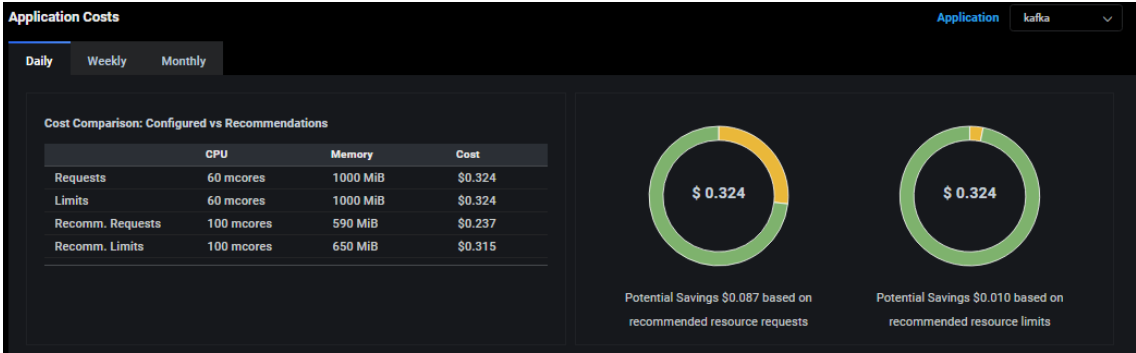 Application Costs
Application kafka
Daily Weekly Monthly
Cost Comparison: Configured vs Recommendations
CPU Memory Cost
Requests 60 mcores 1000 MiB $0.324
Limits 60 mcores 1000 MiB $0.324
Recomm. Requests 100 mcores 590 MiB $0.237
Recomm. Limits 100 mcores 650 MiB $0.315
$ 0.324
Potential Savings $0.087 based on
recommended resource requests
$ 0.324
Potential Savings $0.010 based on
recommended resource limits